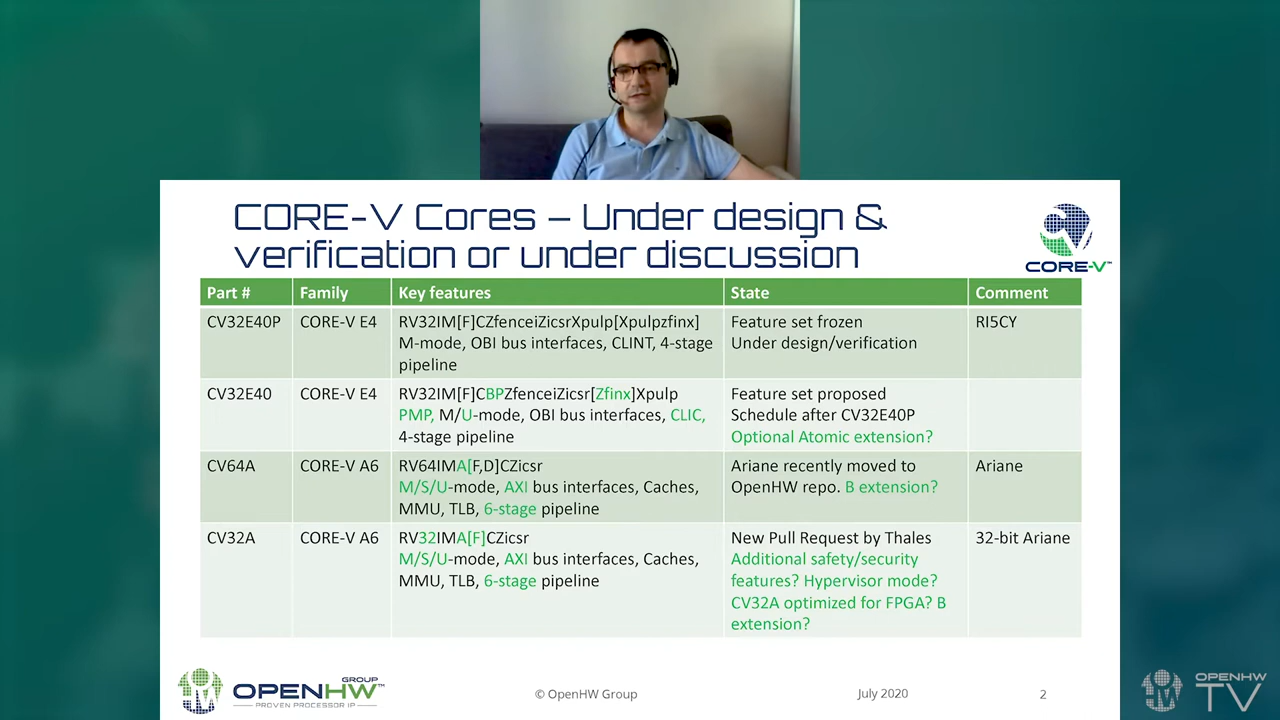 CORE-V Cores – Under design &
verification or under discussion
CORE-V™
Part # Family Key features State Comment
CV32E40P CORE-V E4 RV32IM[F]CZfenceiZicsrXpulp[Xpulpzfinx] Feature set frozen RI5CY
M-mode, OBI bus interfaces, CLINT, 4-stage Under design/verification
pipeline
CV32E40 CORE-V E4 RV32IM[F]CBPZfenceiZicsr[Zfinx]Xpulp Feature set proposed
PMP, M/U-mode, OBI bus interfaces, CLIC, Schedule after CV32E40P
4-stage pipeline Optional Atomic extension?
CV64A CORE-V A6 RV64IMA[F,D]CZicsr Ariane recently moved to Ariane
M/S/U-mode, AXI bus interfaces, Caches, OpenHW repo. B extension?
MMU, TLB, 6-stage pipeline
CV32A CORE-V A6 RV32IMA[F]CZicsr New Pull Request by Thales 32-bit Ariane
M/S/U-mode, AXI bus interfaces, Caches, Additional safety/security
MMU, TLB, 6-stage pipeline features? Hypervisor mode?
CV32A optimized for FPGA? B
extension?
GROUP
OPENHW™
PROVEN PROCESSOR IP
© OpenHW Group July 2020 2
OPENHW
TV